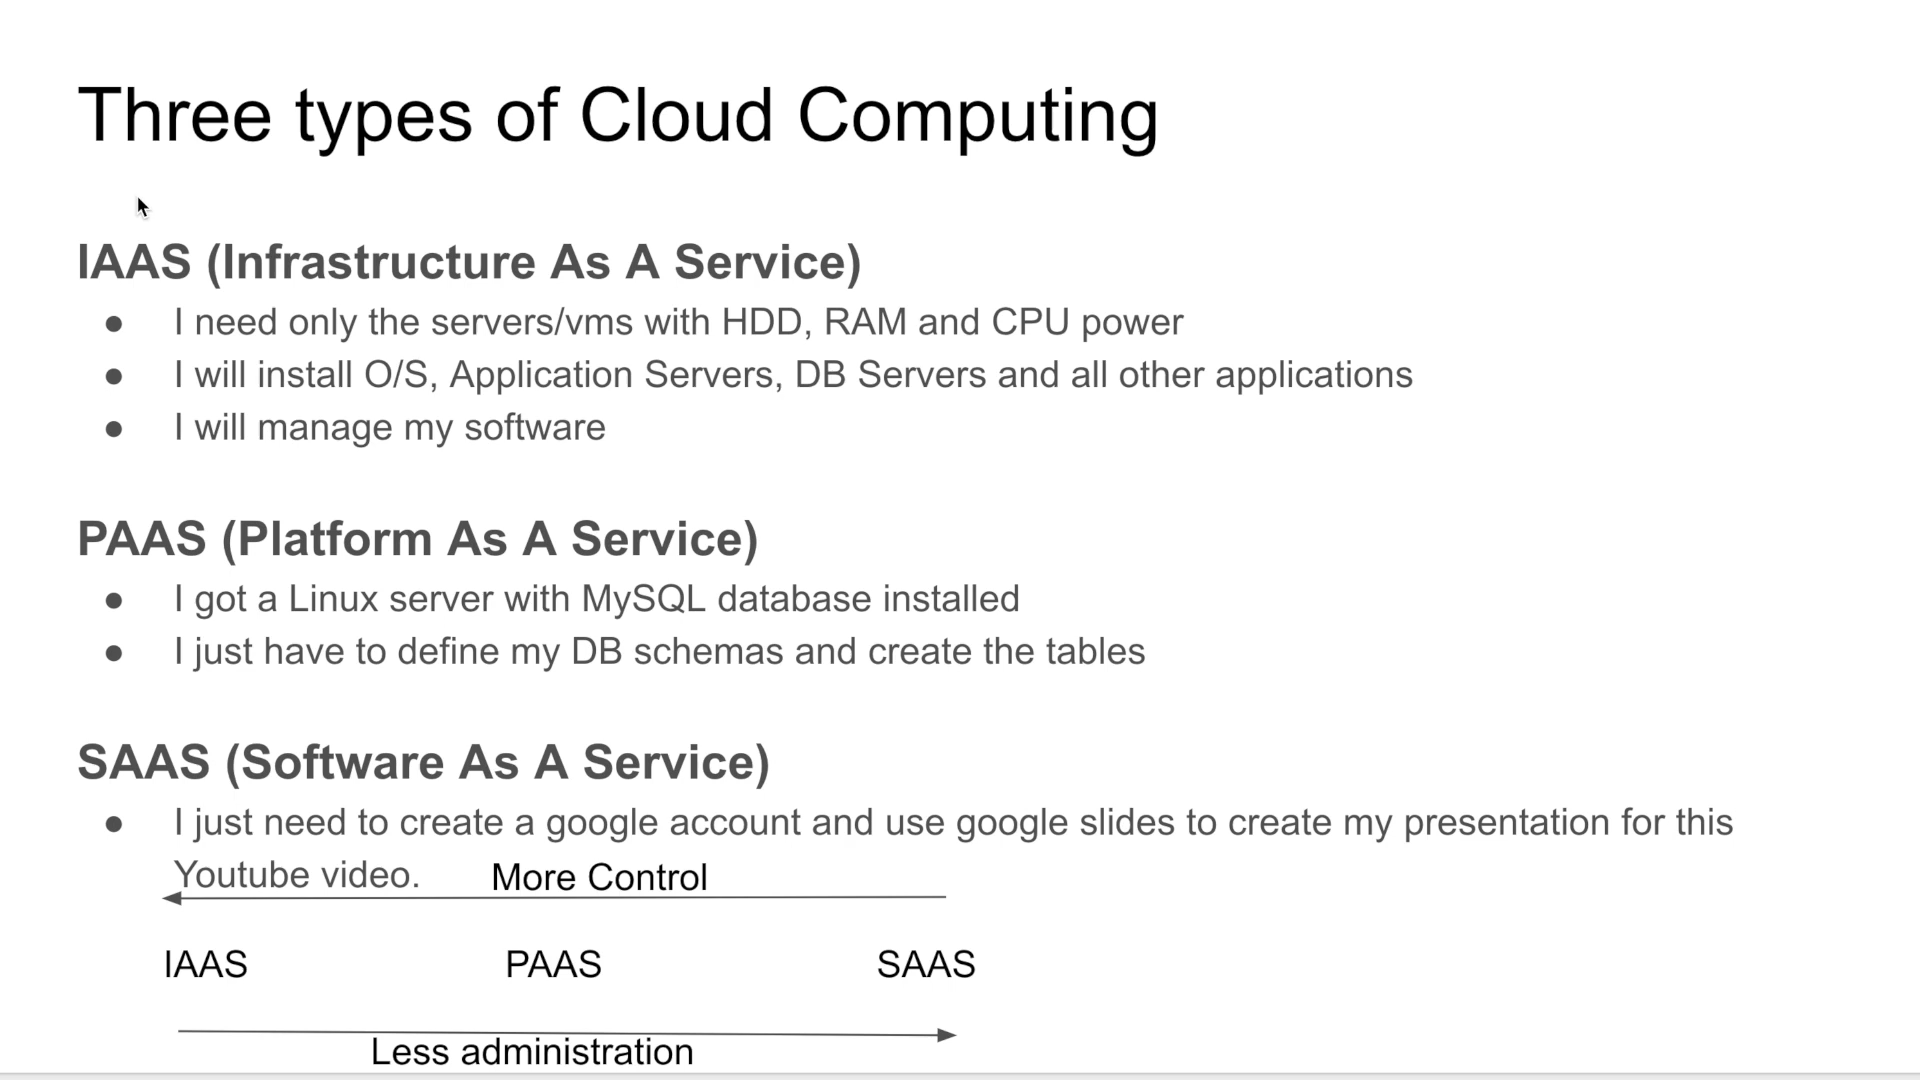 Three types of Cloud Computing
IAAS (Infrastructure As A Service)
● I need only the servers/vms with HDD, RAM and CPU power
● I will install O/S, Application Servers, DB Servers and all other applications
● I will manage my software
PAAS (Platform As A Service)
● I got a Linux server with MySQL database installed
● I just have to define my DB schemas and create the tables
SAAS (Software As A Service)
● I just need to create a google account and use google slides to create my presentation for this
Youtube video.
More Control
IAAS PAAS SAAS
Less administration